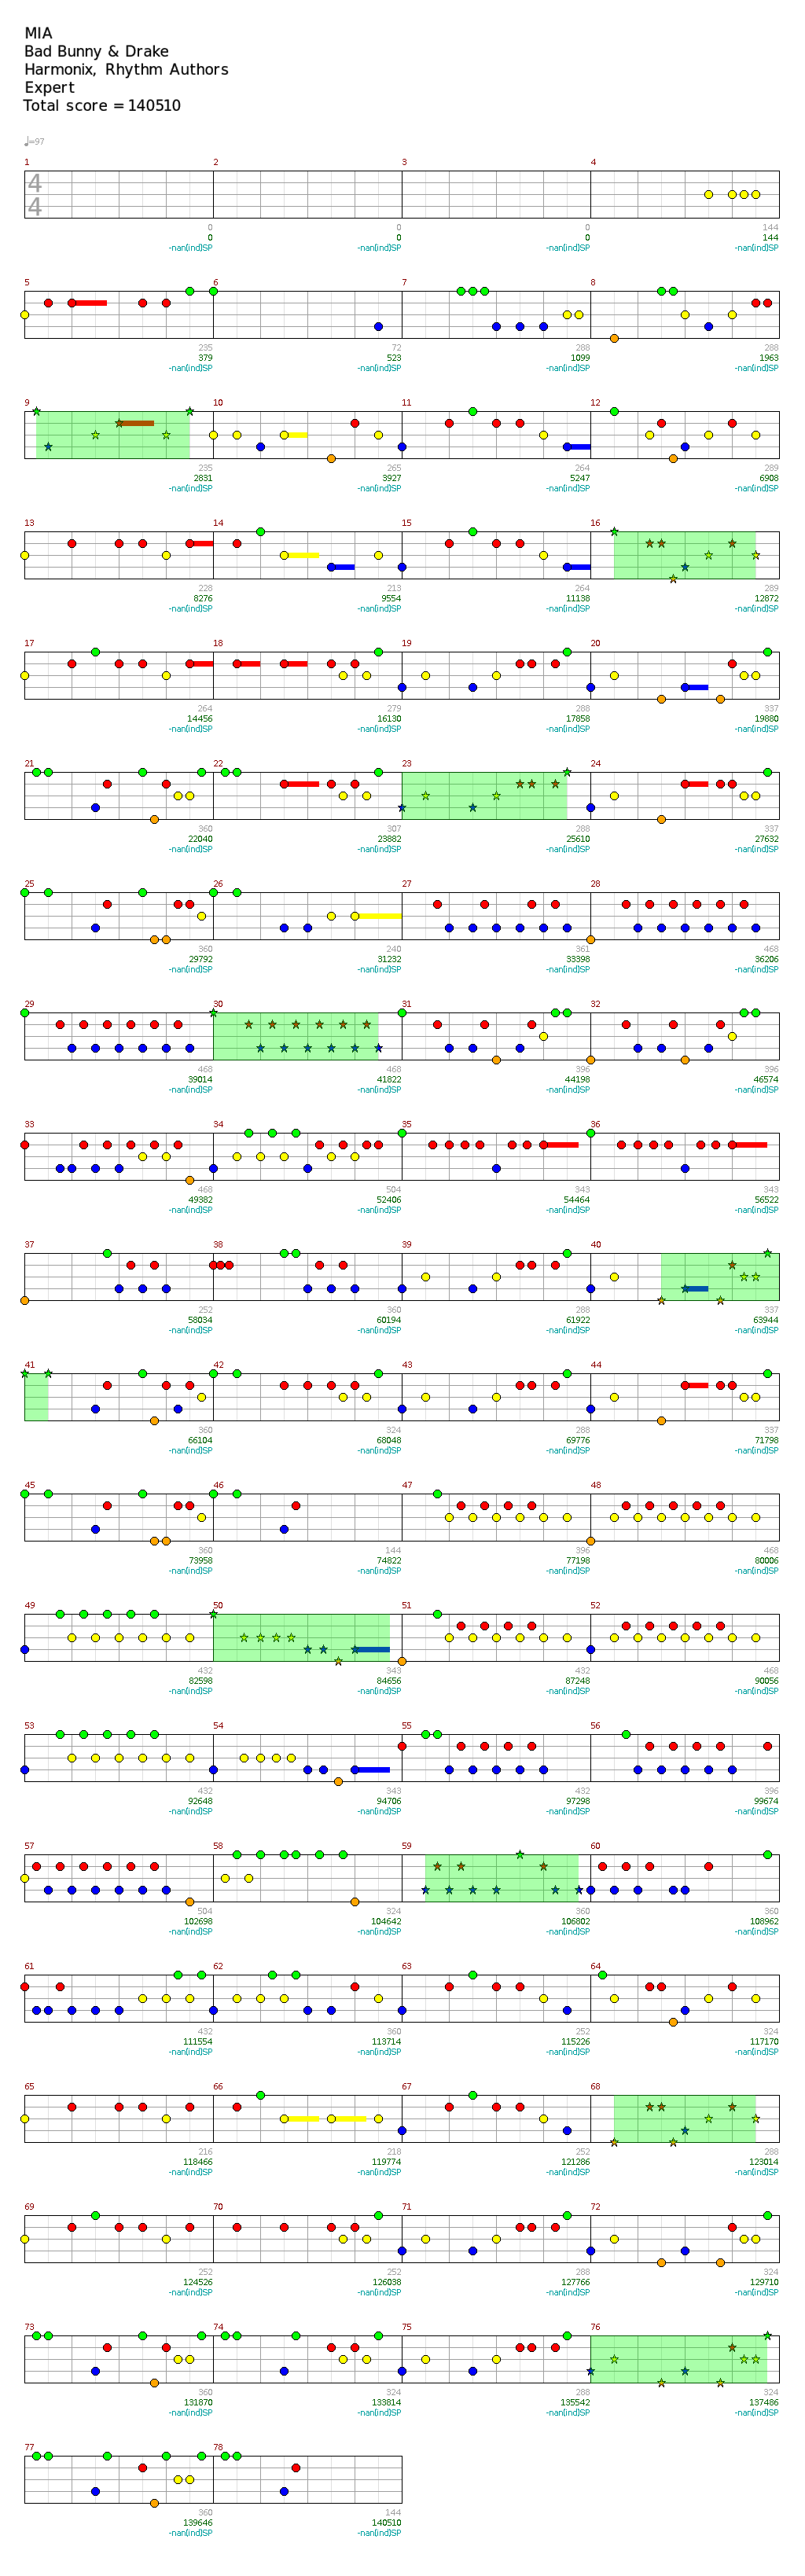 MIA
Bad Bunny & Drake
Harmonix, Rhythm Authors
Expert
Total score = 140510
♩=97
1 2 3 4
4
4
0 0 0 144
0 0 0 144
-nan(ind)SP -nan(ind)SP -nan(ind)SP -nan(ind)SP
5 6 7 8
235 72 288 288
379 523 1099 1963
-nan(ind)SP -nan(ind)SP -nan(ind)SP -nan(ind)SP
9 10 11 12
235 265 264 289
2831 3927 5247 6908
-nan(ind)SP -nan(ind)SP -nan(ind)SP -nan(ind)SP
13 14 15 16
228 213 264 289
8276 9554 11138 12872
-nan(ind)SP -nan(ind)SP -nan(ind)SP -nan(ind)SP
17 18 19 20
264 279 288 337
14456 16130 17858 19880
-nan(ind)SP -nan(ind)SP -nan(ind)SP -nan(ind)SP
21 22 23 24
360 307 288 337
22040 23882 25610 27632
-nan(ind)SP -nan(ind)SP -nan(ind)SP -nan(ind)SP
25 26 27 28
360 240 361 468
29792 31232 33398 36206
-nan(ind)SP -nan(ind)SP -nan(ind)SP -nan(ind)SP
29 30 31 32
468 468 396 396
39014 41822 44198 46574
-nan(ind)SP -nan(ind)SP -nan(ind)SP -nan(ind)SP
33 34 35 36
468 504 343 343
49382 52406 54464 56522
-nan(ind)SP -nan(ind)SP -nan(ind)SP -nan(ind)SP
37 38 39 40
252 360 288 337
58034 60194 61922 63944
-nan(ind)SP -nan(ind)SP -nan(ind)SP -nan(ind)SP
41 42 43 44
360 324 288 337
66104 68048 69776 71798
-nan(ind)SP -nan(ind)SP -nan(ind)SP -nan(ind)SP
45 46 47 48
360 144 396 468
73958 74822 77198 80006
-nan(ind)SP -nan(ind)SP -nan(ind)SP -nan(ind)SP
49 50 51 52
432 343 432 468
82598 84656 87248 90056
-nan(ind)SP -nan(ind)SP -nan(ind)SP -nan(ind)SP
53 54 55 56
432 343 432 396
92648 94706 97298 99674
-nan(ind)SP -nan(ind)SP -nan(ind)SP -nan(ind)SP
57 58 59 60
504 324 360 360
102698 104642 106802 108962
-nan(ind)SP -nan(ind)SP -nan(ind)SP -nan(ind)SP
61 62 63 64
432 360 252 324
111554 113714 115226 117170
-nan(ind)SP -nan(ind)SP -nan(ind)SP -nan(ind)SP
65 66 67 68
216 218 252 288
118466 119774 121286 123014
-nan(ind)SP -nan(ind)SP -nan(ind)SP -nan(ind)SP
69 70 71 72
252 252 288 324
124526 126038 127766 129710
-nan(ind)SP -nan(ind)SP -nan(ind)SP -nan(ind)SP
73 74 75 76
360 324 288 324
131870 133814 135542 137486
-nan(ind)SP -nan(ind)SP -nan(ind)SP -nan(ind)SP
77 78
360 144
139646 140510
-nan(ind)SP -nan(ind)SP